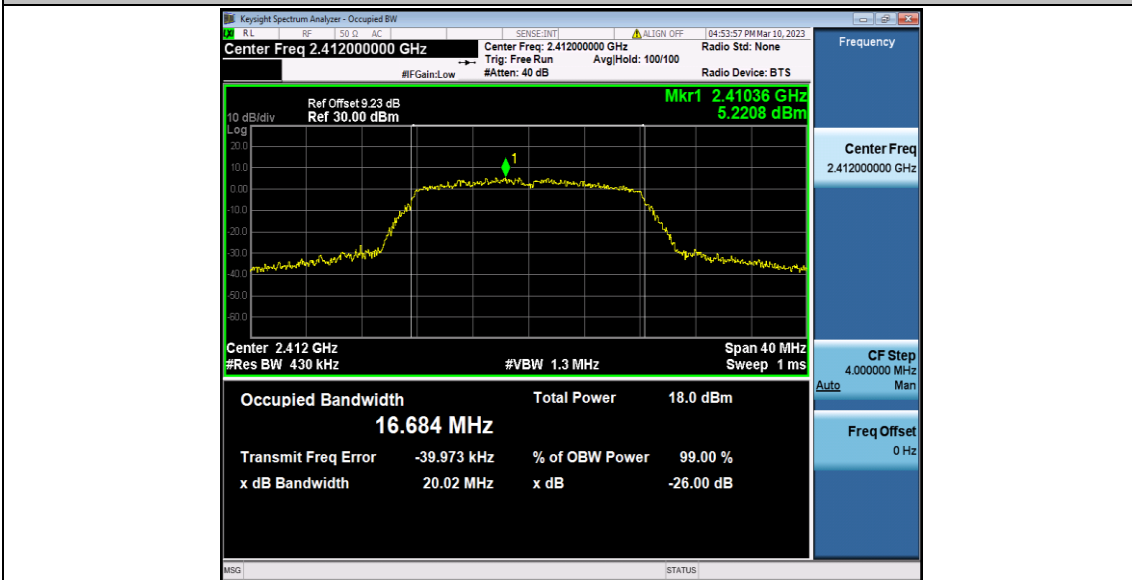 Keysight Spectrum Analyzer - Occupied BW
RL RF 50 Ω AC SENSE:INT ALIGN OFF 04:53:57 PM Mar 10, 2023
Center Freq 2.412000000 GHz
Center Freq: 2.412000000 GHz
Radio Std: None
Trig: Free Run Avg|Hold: 100/100
#IFGain:Low
#Atten: 40 dB
Radio Device: BTS
Frequency
Mkr1 2.41036 GHz
5.2208 dBm
Ref Offset 9.23 dB
10 dB/div Ref 30.00 dBm
Log
20.0
10.0
0.00
-10.0
-20.0
-30.0
-40.0
-50.0
-60.0
1
Center 2.412 GHz
Span 40 MHz
#Res BW 430 kHz
#VBW 1.3 MHz
Sweep 1 ms
Center Freq
2.412000000 GHz
CF Step
4.000000 MHz
Auto Man
Freq Offset
0 Hz
Occupied Bandwidth
Total Power 18.0 dBm
16.684 MHz
Transmit Freq Error -39.973 kHz
% of OBW Power 99.00 %
x dB Bandwidth 20.02 MHz
x dB -26.00 dB
MSG STATUS